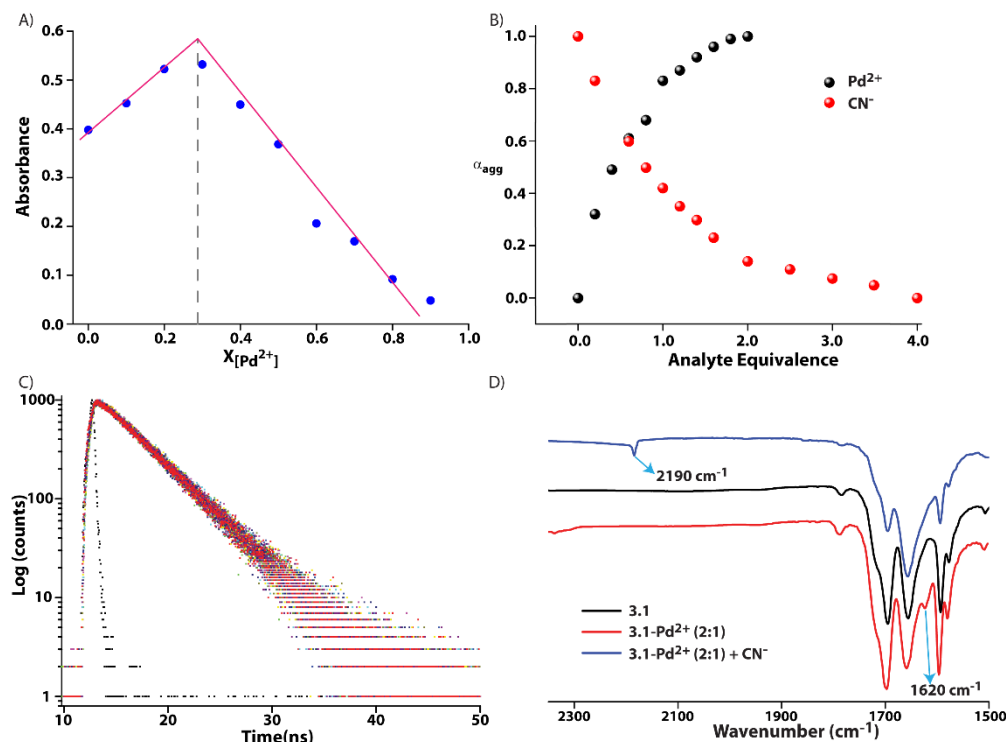 A)
0.6
0.5
0.4
0.3
0.2
0.1
0.0
Absorbance
0.0 0.2 0.4 0.6 0.8 1.0
X[Pd²⁺]
B)
1.0
0.8
0.6
0.4
0.2
0.0
αagg
Pd²⁺
CN⁻
0.0 1.0 2.0 3.0 4.0
Analyte Equivalence
C)
1000
100
10
1
Log (counts)
10 20 30 40 50
Time(ns)
D)
2190 cm⁻¹
3.1
3.1-Pd²⁺ (2:1)
3.1-Pd²⁺ (2:1) + CN⁻
1620 cm⁻¹
2300 2100 1900 1700 1500
Wavenumber (cm⁻¹)